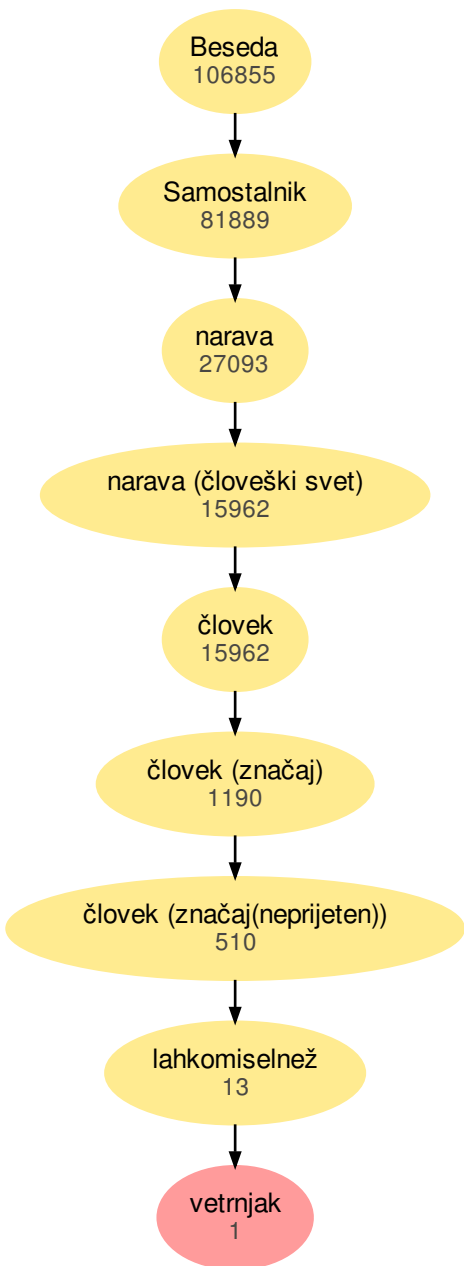 Beseda
106855
Samostalnik
81889
narava
27093
narava (človeški svet)
15962
človek
15962
človek (značaj)
1190
človek (značaj(neprijeten))
510
lahkomiselnež
13
vetrnjak
1